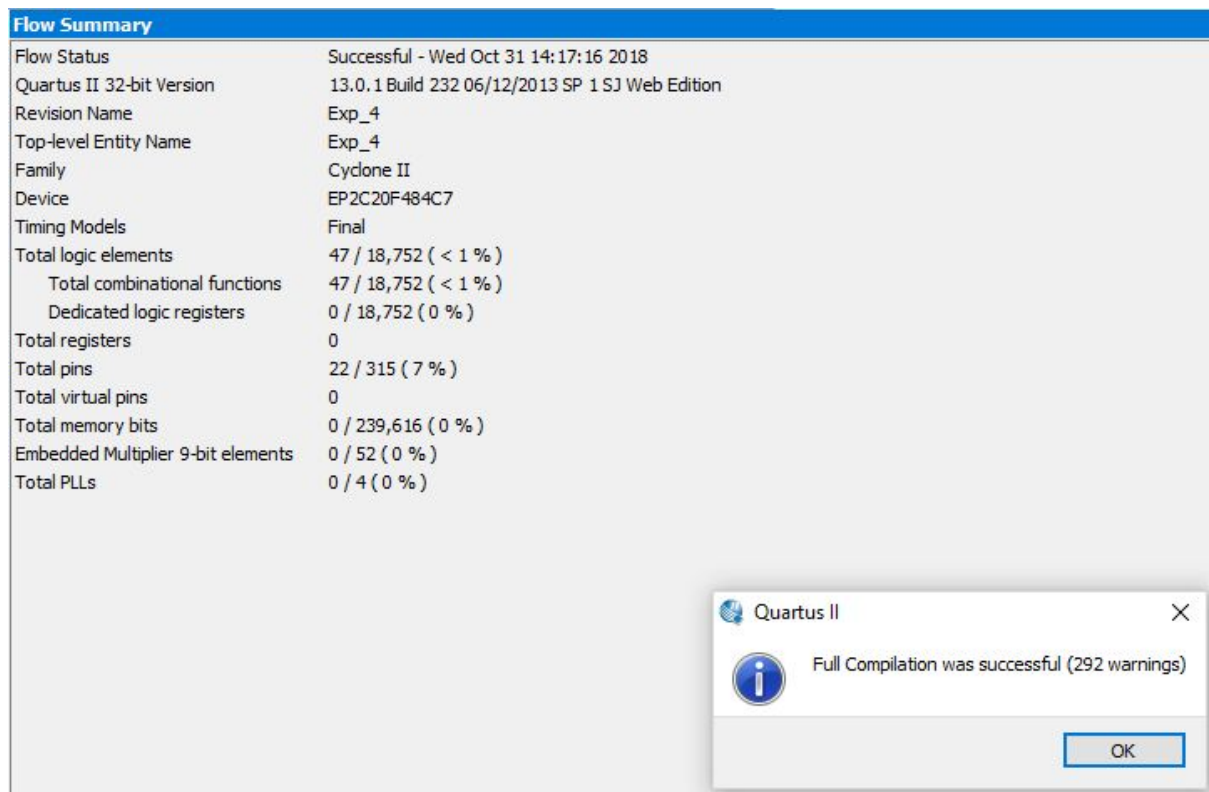 Flow Summary
Flow Status Successful - Wed Oct 31 14:17:16 2018
Quartus II 32-bit Version 13.0.1 Build 232 06/12/2013 SP 1 SJ Web Edition
Revision Name Exp_4
Top-level Entity Name Exp_4
Family Cyclone II
Device EP2C20F484C7
Timing Models Final
Total logic elements 47 / 18,752 ( < 1 % )
Total combinational functions 47 / 18,752 ( < 1 % )
Dedicated logic registers 0 / 18,752 ( 0 % )
Total registers 0
Total pins 22 / 315 ( 7 % )
Total virtual pins 0
Total memory bits 0 / 239,616 ( 0 % )
Embedded Multiplier 9-bit elements 0 / 52 ( 0 % )
Total PLLs 0 / 4 ( 0 % )
Quartus II
Full Compilation was successful (292 warnings)
OK